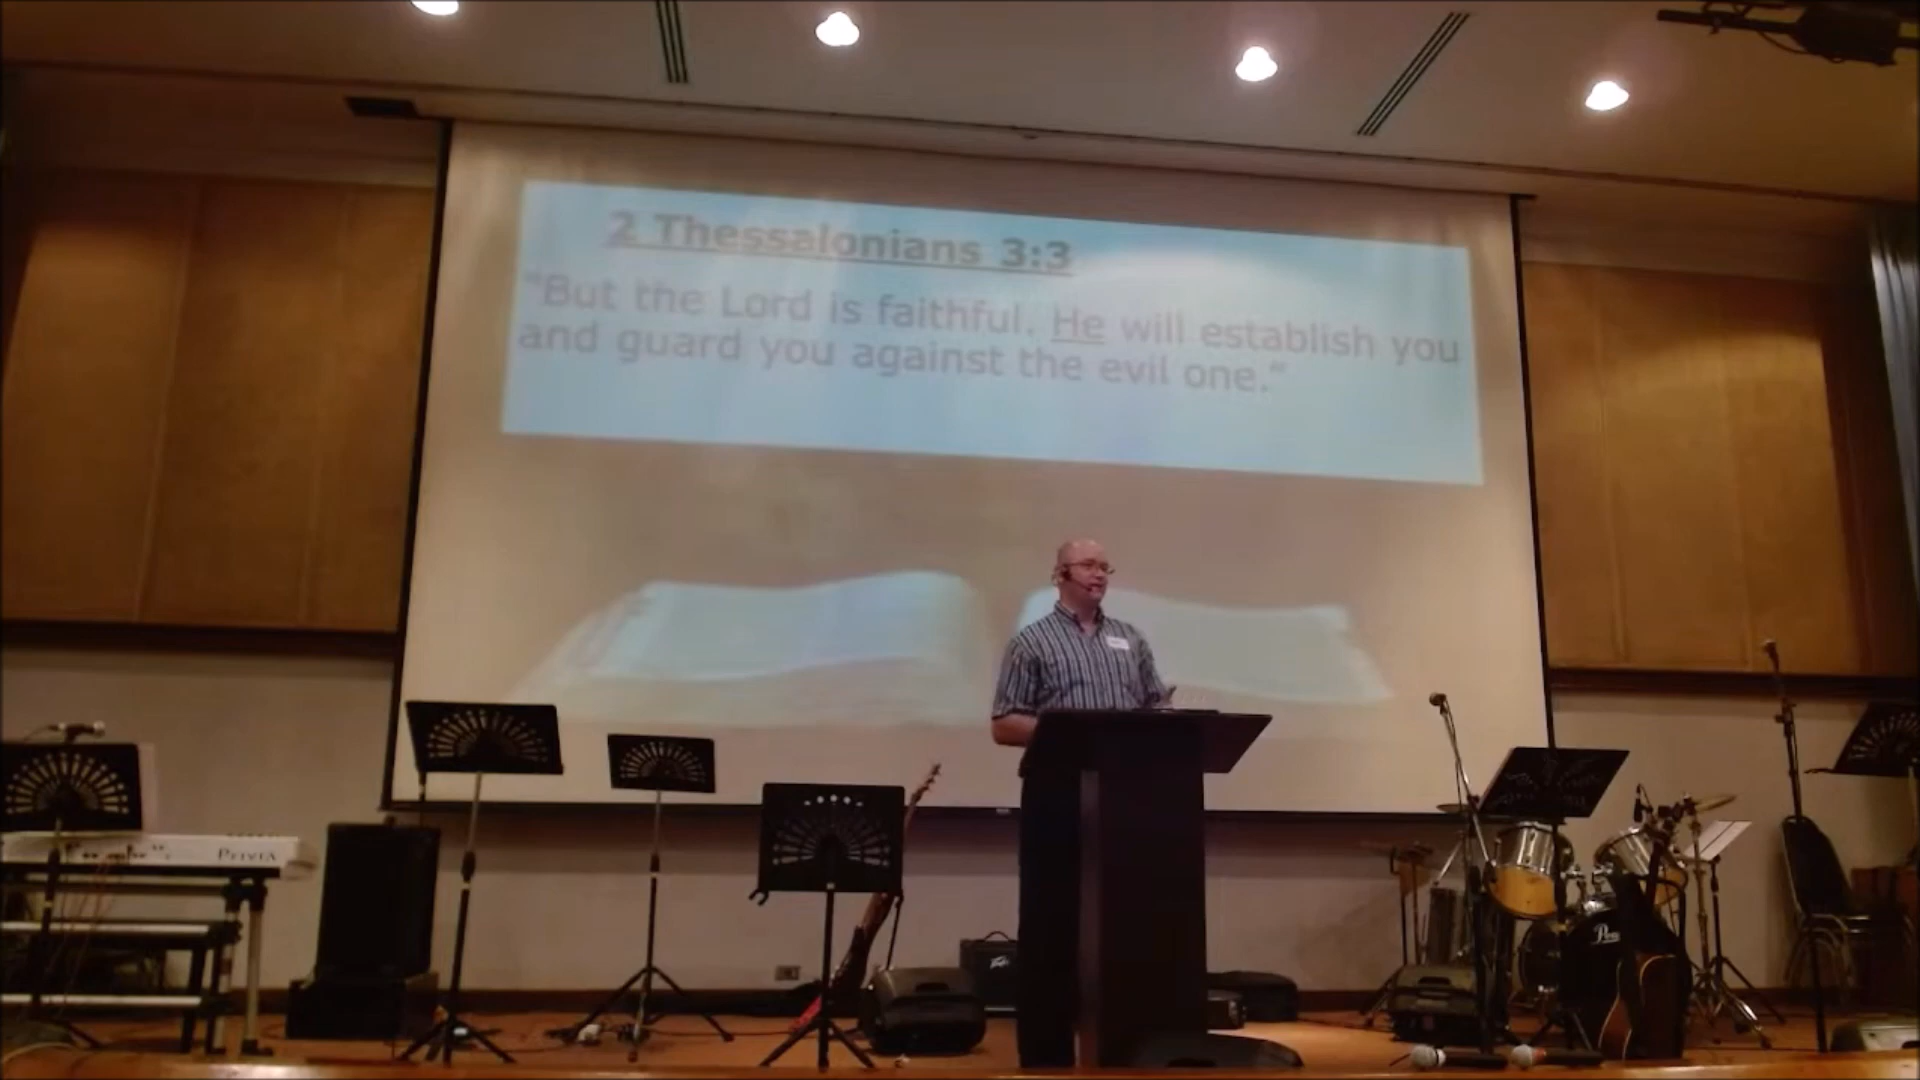 2 Thessalonians 3:3
“But the Lord is faithful. He will establish you
and guard you against the evil one.“
PRIVIA